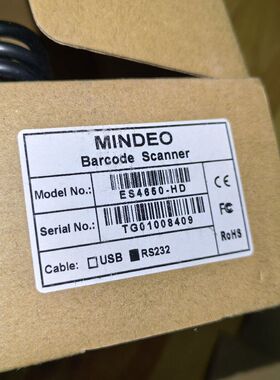 MINDEO
Barcode Scanner
Model No.: ES4650-HD
Serial No.: TG01008409
Cable: USB RS232
CE
FC
RoHS